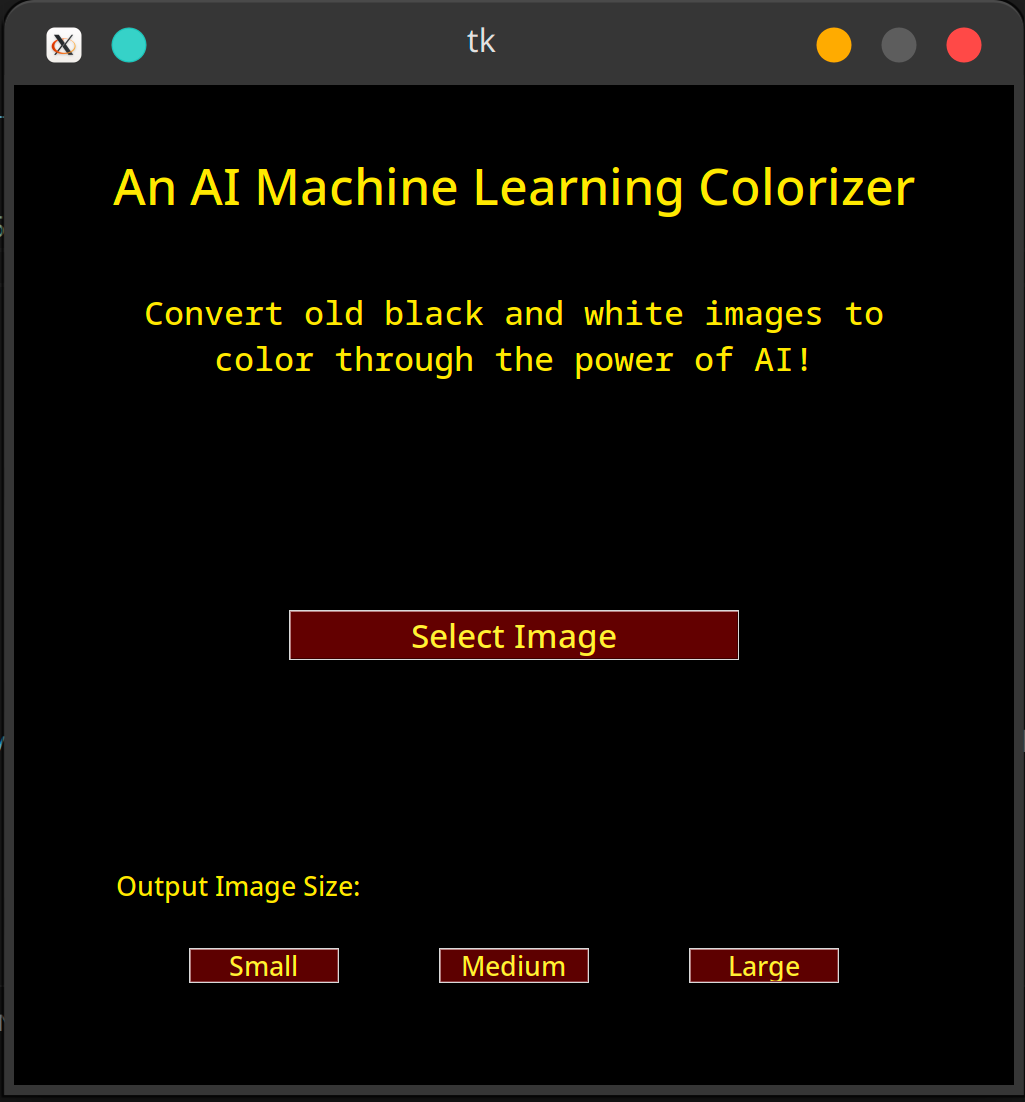 tk
An AI Machine Learning Colorizer
Convert old black and white images to
color through the power of AI!
Select Image
Output Image Size:
Small Medium Large